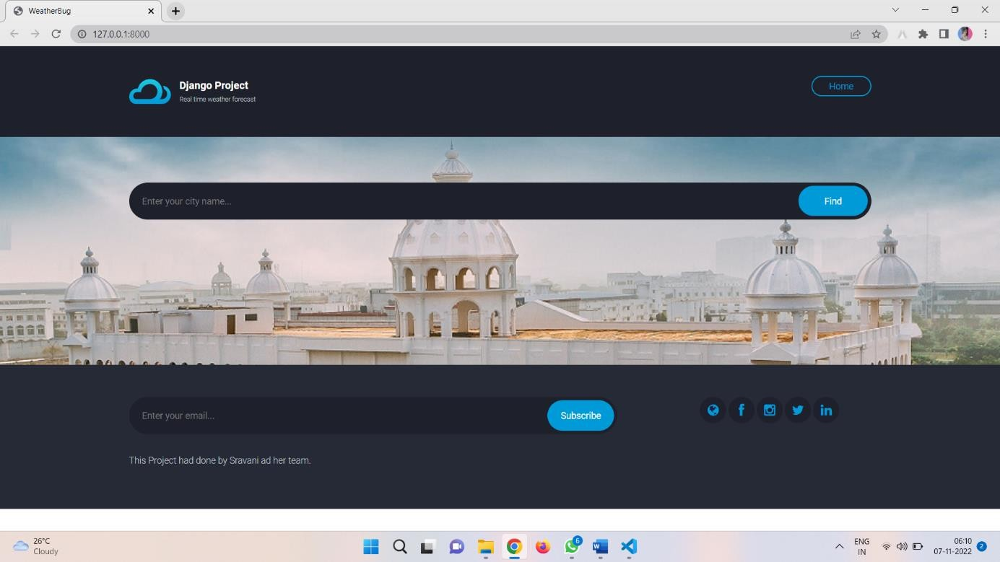 WeatherBug
127.0.0.1:8000
Django Project
Real time weather forecast
Home
Enter your city name...
Find
Enter your email...
Subscribe
This Project had done by Sravani ad her team.
26°C
Cloudy
6
ENG
IN
06:10
07-11-2022
2